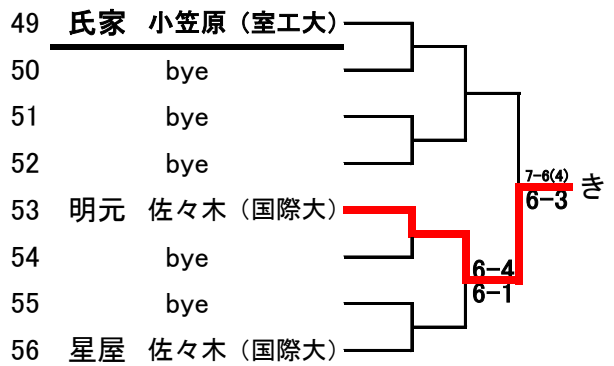 49 氏家 小笠原（室工大）
50 bye
51 bye
52 bye
7-6(4) き
6-3
53 明元 佐々木（国際大）
54 bye
6-4
6-1
55 bye
56 星屋 佐々木（国際大）